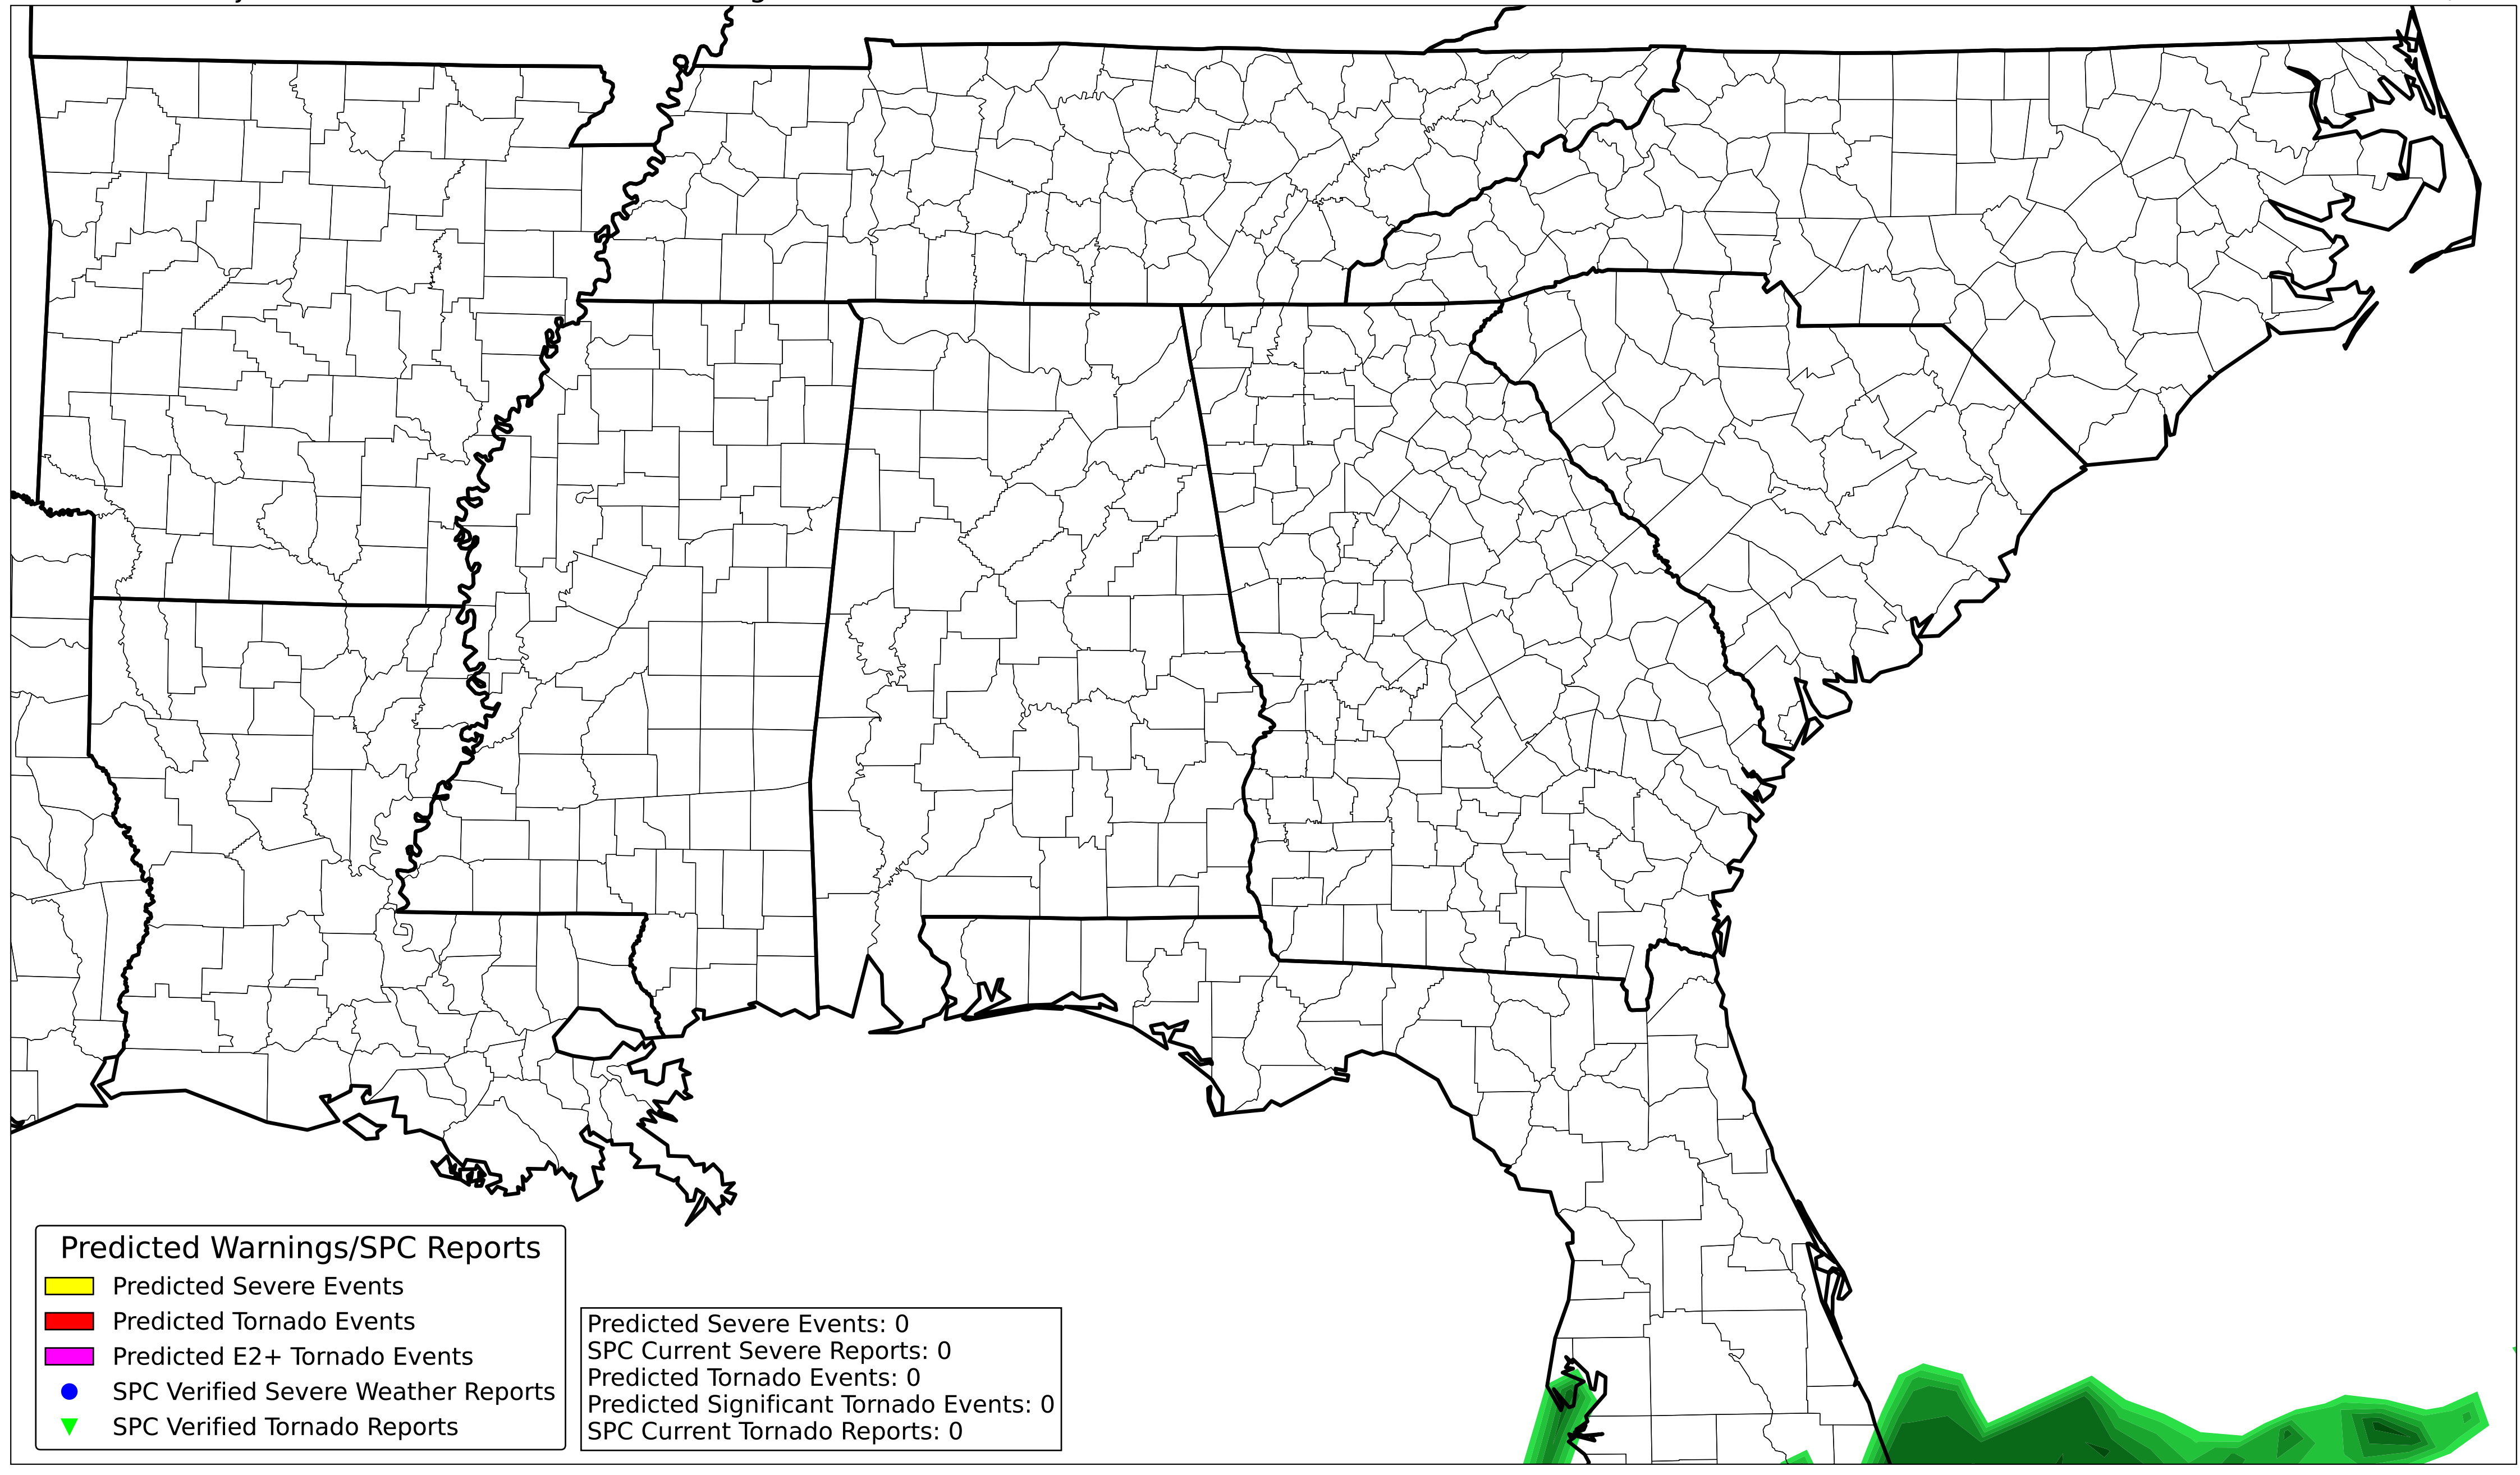 Predicted Warnings/SPC Reports
Predicted Severe Events
Predicted Tornado Events
Predicted E2+ Tornado Events
SPC Verified Severe Weather Reports
SPC Verified Tornado Reports
Predicted Severe Events: 0
SPC Current Severe Reports: 0
Predicted Tornado Events: 0
Predicted Significant Tornado Events: 0
SPC Current Tornado Reports: 0